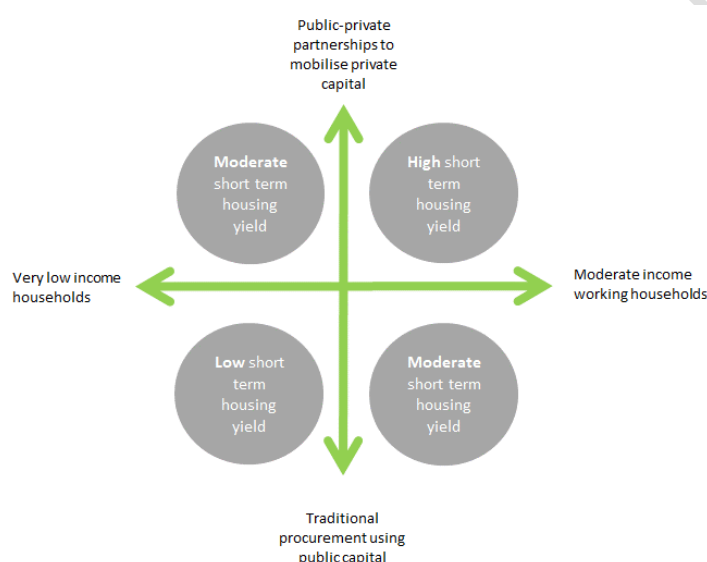 Public-private
partnerships to
mobilise private
capital
Moderate
short term
housing
yield
High short
term
housing
yield
Very low income
households
Moderate income
working households
Low short
term
housing
yield
Moderate
short term
housing
yield
Traditional
procurement using
public capital